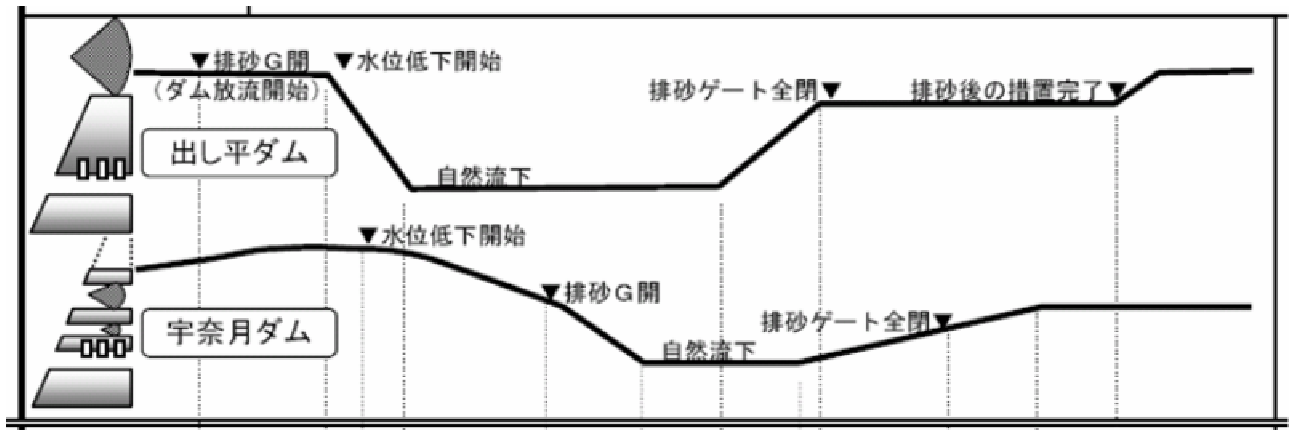 ▼排砂G開
▼水位低下開始
(ダム放流開始)
排砂ゲート全閉▼
排砂後の措置完了▼
出し平ダム
自然流下
▼水位低下開始
▼排砂G開
宇奈月ダム
排砂ゲート全閉▼
自然流下